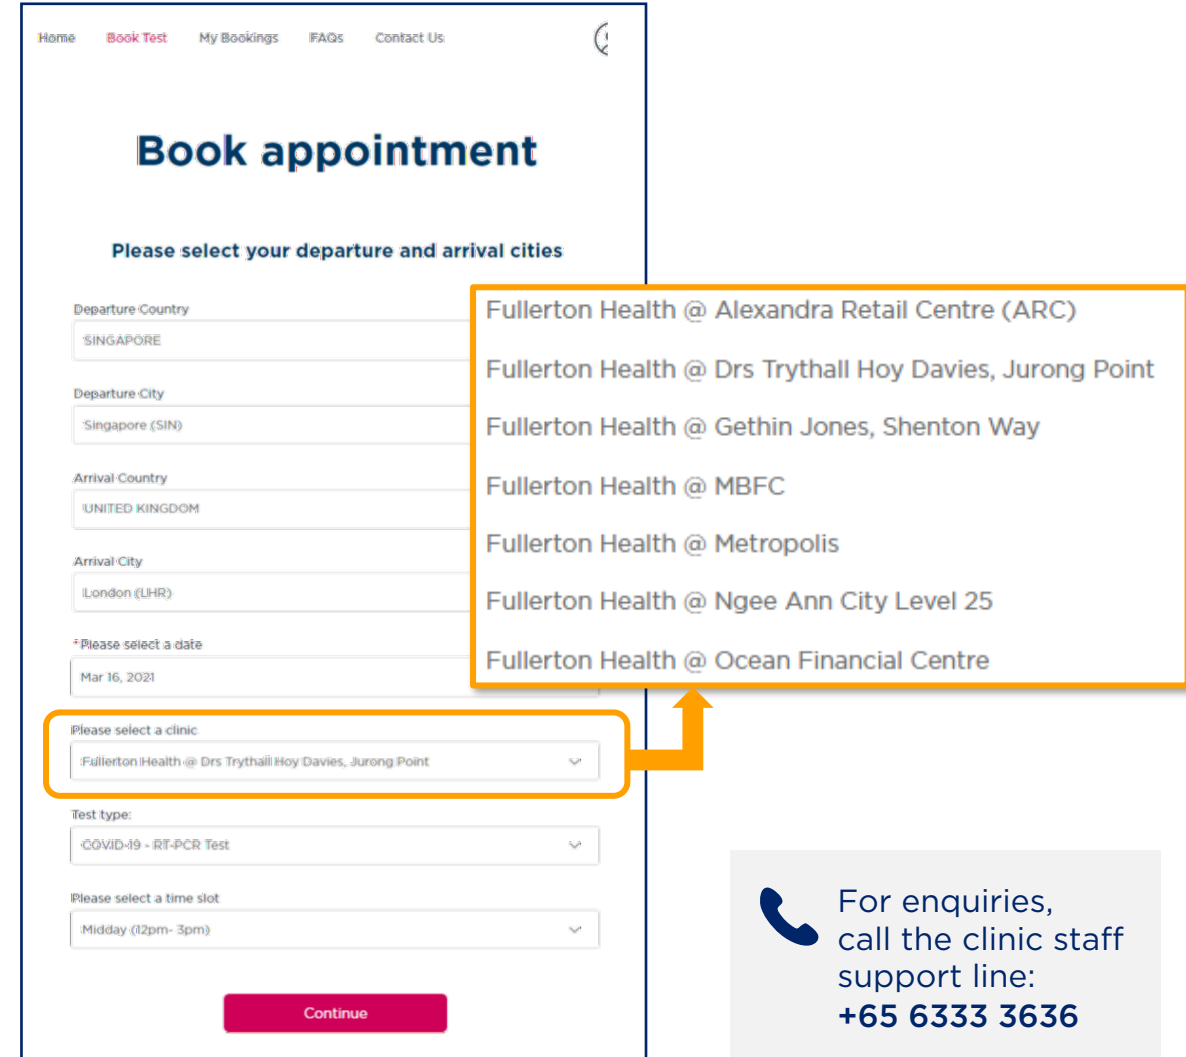 Home Book Test My Bookings FAQs Contact Us
Book appointment
Please select your departure and arrival cities
Departure Country
SINGAPORE
Departure City
Singapore (SIN)
Arrival Country
UNITED KINGDOM
Arrival City
London (LHR)
*Please select a date
Mar 16, 2021
Please select a clinic
Fullerton Health @ Drs Trythall Hoy Davies, Jurong Point
Test type:
COVID-19 - RT-PCR Test
Please select a time slot
Midday (12pm- 3pm)
Continue
Fullerton Health @ Alexandra Retail Centre (ARC)
Fullerton Health @ Drs Trythall Hoy Davies, Jurong Point
Fullerton Health @ Gethin Jones, Shenton Way
Fullerton Health @ MBFC
Fullerton Health @ Metropolis
Fullerton Health @ Ngee Ann City Level 25
Fullerton Health @ Ocean Financial Centre
For enquiries,
call the clinic staff
support line:
+65 6333 3636